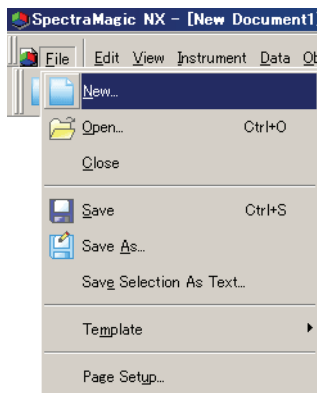 SpectraMagic NX - [New Document1
File Edit View Instrument Data Ob
New...
Open... Ctrl+O
Close
Save Ctrl+S
Save As...
Save Selection As Text...
Template
Page Setup...